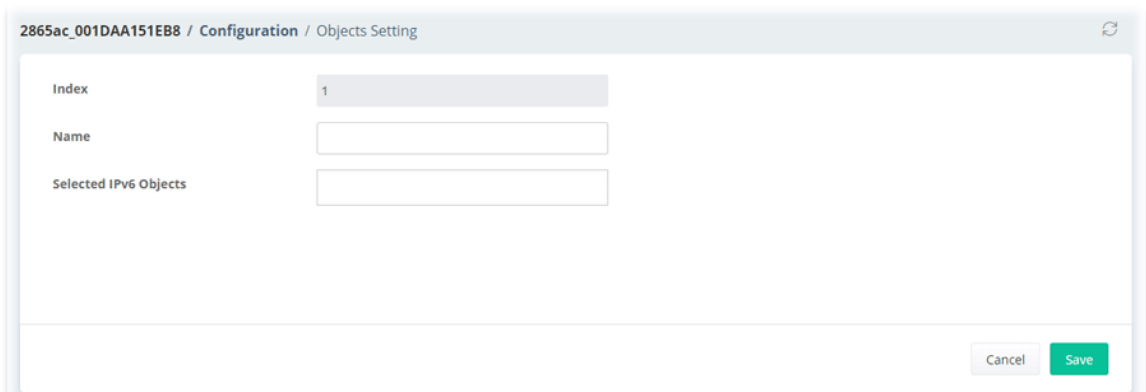 2865ac_001DAA151EB8 / Configuration / Objects Setting
Index
1
Name
Selected IPv6 Objects
Cancel
Save